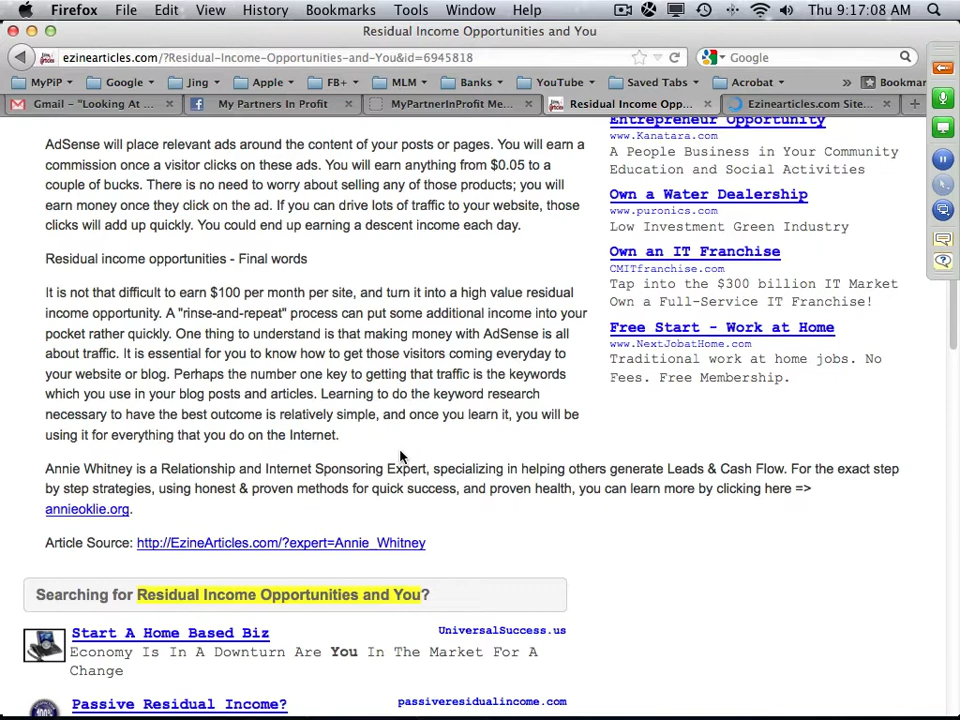 Firefox File Edit View History Bookmarks Tools Window Help Thu 9:17:08 AM
Residual Income Opportunities and You
ezinearticles.com/?Residual-Income-Opportunities-and-You&id=6945818 Google
MyPiP Google Jing Apple FB+ MLM Banks YouTube Saved Tabs Acrobat » Bookmar
Gmail - "Looking At ... My Partners In Profit MyPartnerInProfit Me... Residual Income Opp... Ezinearticles.com Site...
AdSense will place relevant ads around the content of your posts or pages. You will earn a
commission once a visitor clicks on these ads. You will earn anything from $0.05 to a
couple of bucks. There is no need to worry about selling any of those products; you will
earn money once they click on the ad. If you can drive lots of traffic to your website, those
clicks will add up quickly. You could end up earning a descent income each day.
Residual income opportunities - Final words
It is not that difficult to earn $100 per month per site, and turn it into a high value residual
income opportunity. A "rinse-and-repeat" process can put some additional income into your
pocket rather quickly. One thing to understand is that making money with AdSense is all
about traffic. It is essential for you to know how to get those visitors coming everyday to
your website or blog. Perhaps the number one key to getting that traffic is the keywords
which you use in your blog posts and articles. Learning to do the keyword research
necessary to have the best outcome is relatively simple, and once you learn it, you will be
using it for everything that you do on the Internet.
Entrepreneur Opportunity
www.Kanatara.com
A People Business in Your Community
Education and Social Activities
Own a Water Dealership
www.puronics.com
Low Investment Green Industry
Own an IT Franchise
CMITfranchise.com
Tap into the $300 billion IT Market
Own a Full-Service IT Franchise!
Free Start - Work at Home
www.NextJobatHome.com
Traditional work at home jobs. No
Fees. Free Membership.
Annie Whitney is a Relationship and Internet Sponsoring Expert, specializing in helping others generate Leads & Cash Flow. For the exact step
by step strategies, using honest & proven methods for quick success, and proven health, you can learn more by clicking here =>
annieoklie.org.
Article Source: http://EzineArticles.com/?expert=Annie_Whitney
Searching for Residual Income Opportunities and You?
Start A Home Based Biz UniversalSuccess.us
Economy Is In A Downturn Are You In The Market For A
Change
Passive Residual Income? passiveresidualincome.com